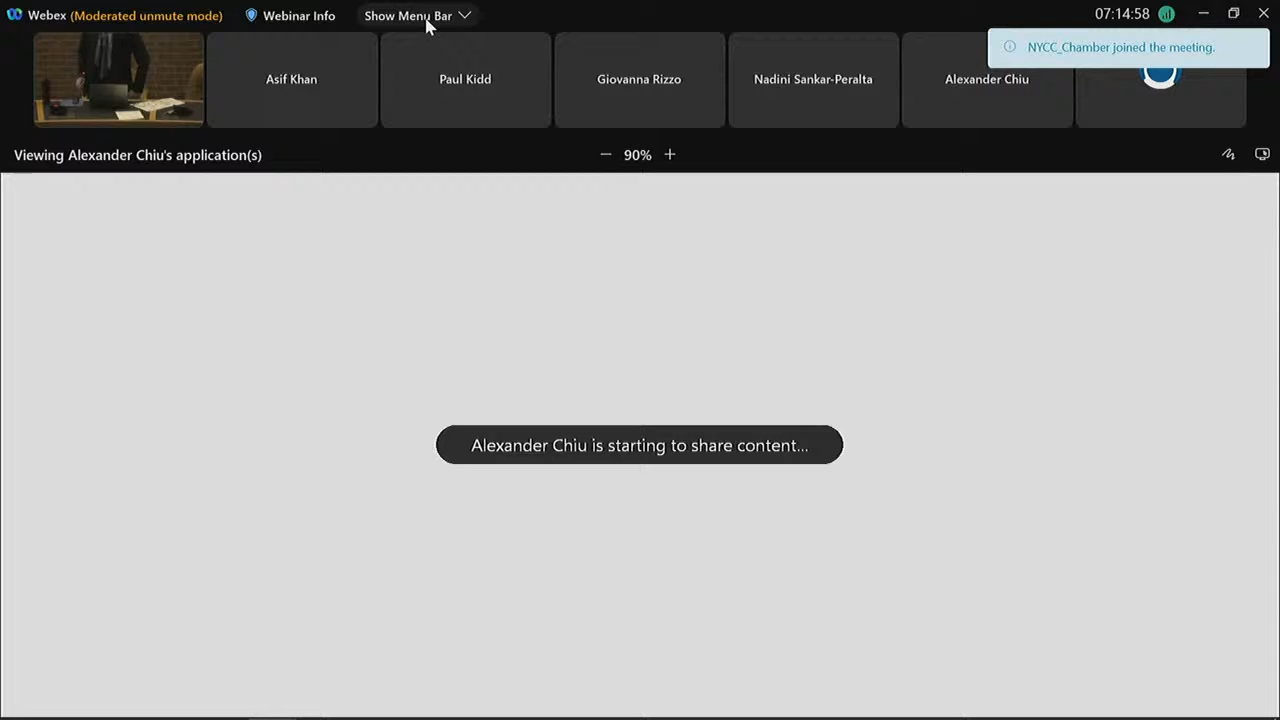 Webex (Moderated unmute mode) Webinar Info Show Menu Bar 07:14:58
NYCC_Chamber joined the meeting.
Asif Khan
Paul Kidd
Giovanna Rizzo
Nadini Sankar-Peralta
Alexander Chiu
Viewing Alexander Chiu's application(s) 90%
Alexander Chiu is starting to share content...